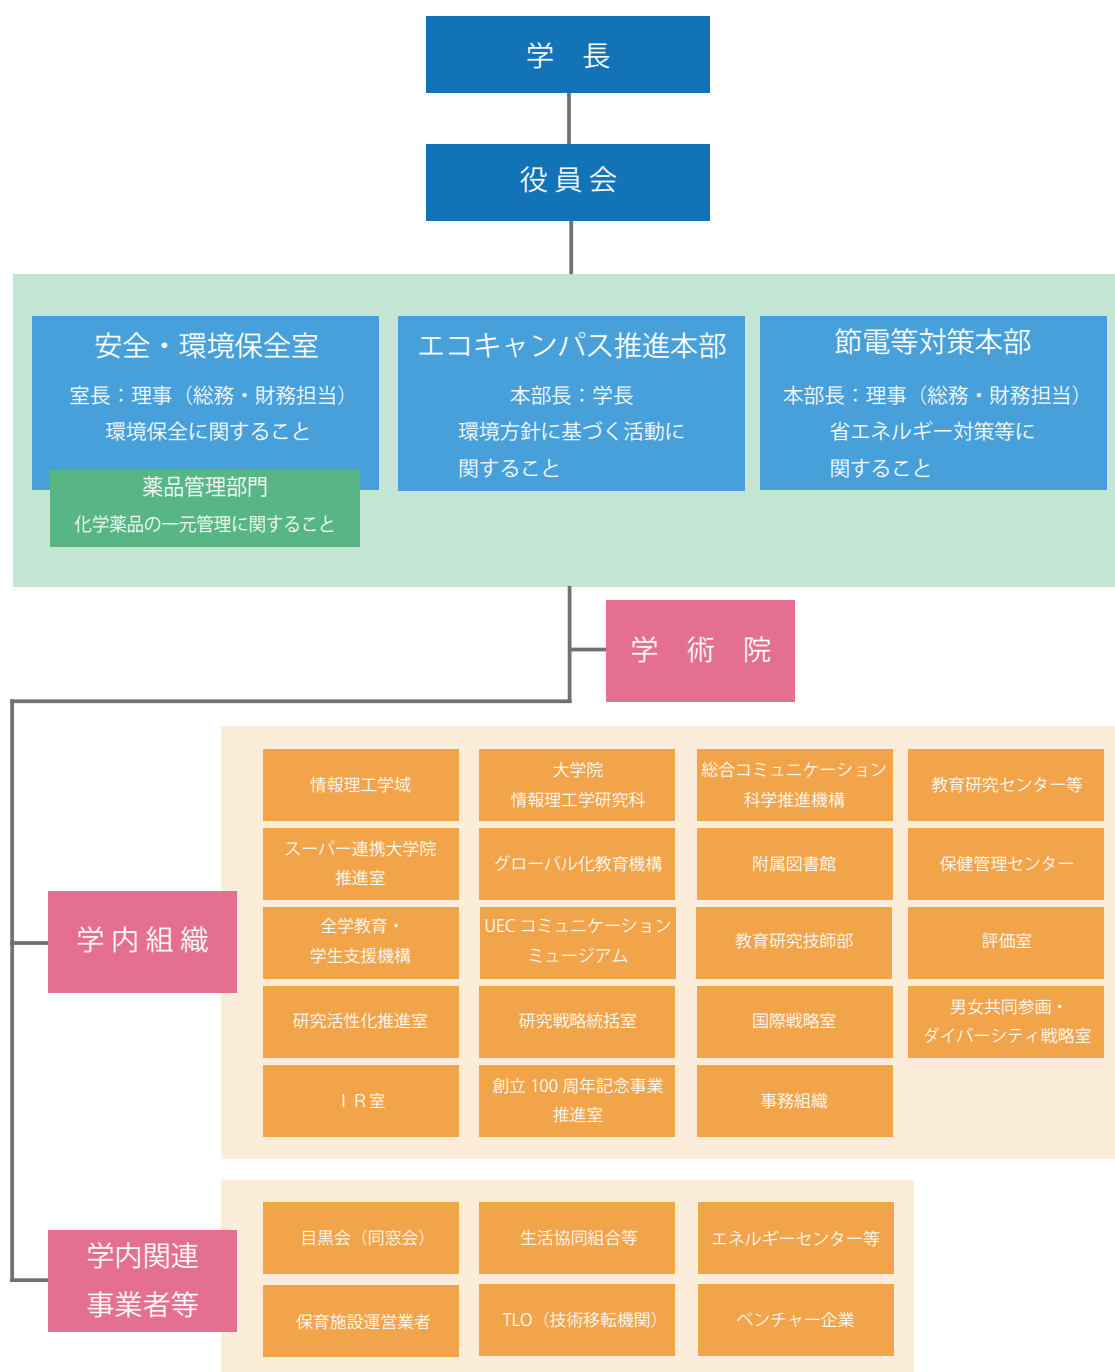 学 長
役員会
安全・環境保全室
室長：理事（総務・財務担当）
環境保全に関すること
薬品管理部門
化学薬品の一元管理に関すること
エコキャンパス推進本部
本部長：学長
環境方針に基づく活動に
関すること
節電等対策本部
本部長：理事（総務・財務担当）
省エネルギー対策等に
関すること
学 術 院
学内組織
情報理工学域
大学院
情報理工学研究科
総合コミュニケーション
科学推進機構
教育研究センター等
スーパー連携大学院
推進室
グローバル化教育機構
附属図書館
保健管理センター
全学教育・
学生支援機構
UEC コミュニケーション
ミュージアム
教育研究技師部
評価室
研究活性化推進室
研究戦略統括室
国際戦略室
男女共同参画・
ダイバーシティ戦略室
ＩＲ室
創立 100 周年記念事業
推進室
事務組織
学内関連
事業者等
目黒会（同窓会）
生活協同組合等
エネルギーセンター等
保育施設運営業者
TLO（技術移転機関）
ベンチャー企業